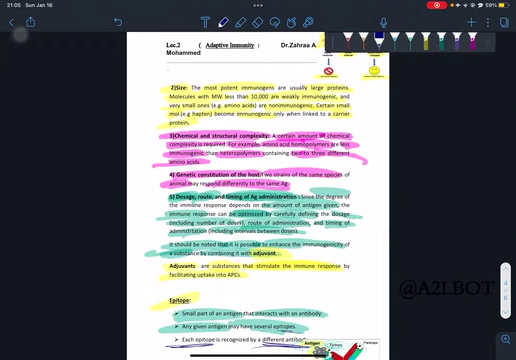 21:05 Sun Jan 16
Lec.2 ( Adaptive Immunity ) Dr.Zahraa A.
Mohammed
2)Size: The most potent immunogens are usually large proteins.
Molecules with MW less than 10,000 are weakly immunogenic,
and very small ones (e.g. amino acids) are nonimmunogenic. Certain small
mol.(e.g hapten) become immunogenic only when linked to a carrier
protein.
3)Chemical and structural complexity: A certain amount of chemical
complexity is required. For example, amino acid homopolymers are less
immunogenic than heteropolymers containing two to three different
amino acids.
4) Genetic constitution of the host: Two strains of the same species of
animal may respond differently to the same Ag.
5) Dosage, route, and timing of Ag administration: Since the degree of
the immune response depends on the amount of antigen given, the
immune response can be optimized by carefully defining the dosage
(including number of doses), route of administration, and timing of
administration (including intervals between doses).
It should be noted that it is possible to enhance the immunogenicity of
a substance by combining it with adjuvant.
Adjuvants are substances that stimulate the immune response by
facilitating uptake into APCs.
Epitope:
➢ Small part of an antigen that interacts with an antibody.
➢ Any given antigen may have several epitopes.
➢ Each epitope is recognized by a different
Antigen
Epitope
Paratope
@A2LBOT
4